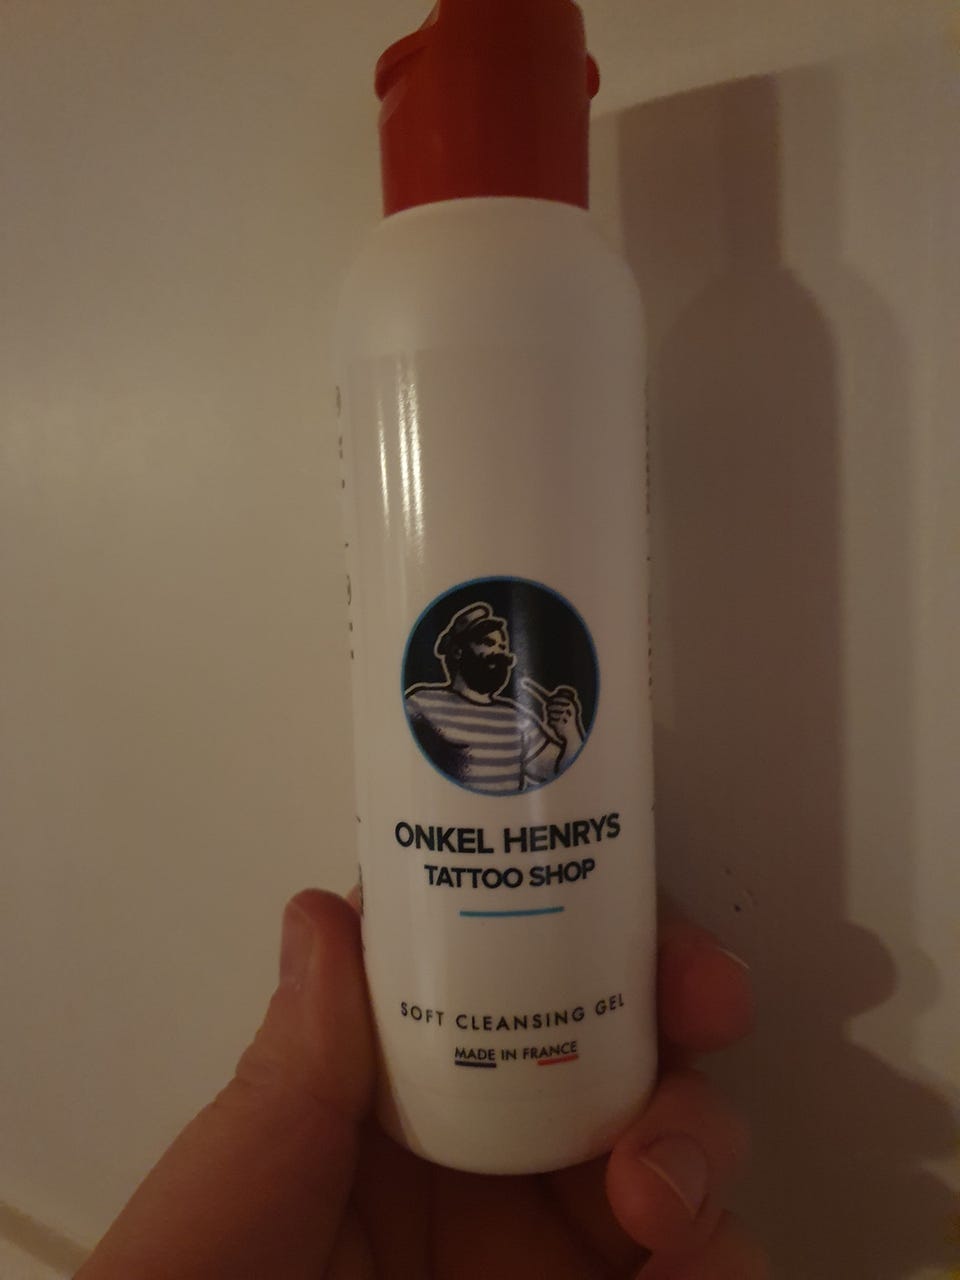 ONKEL HENRYS
TATTOO SHOP
SOFT CLEANSING GEL
MADE IN FRANCE